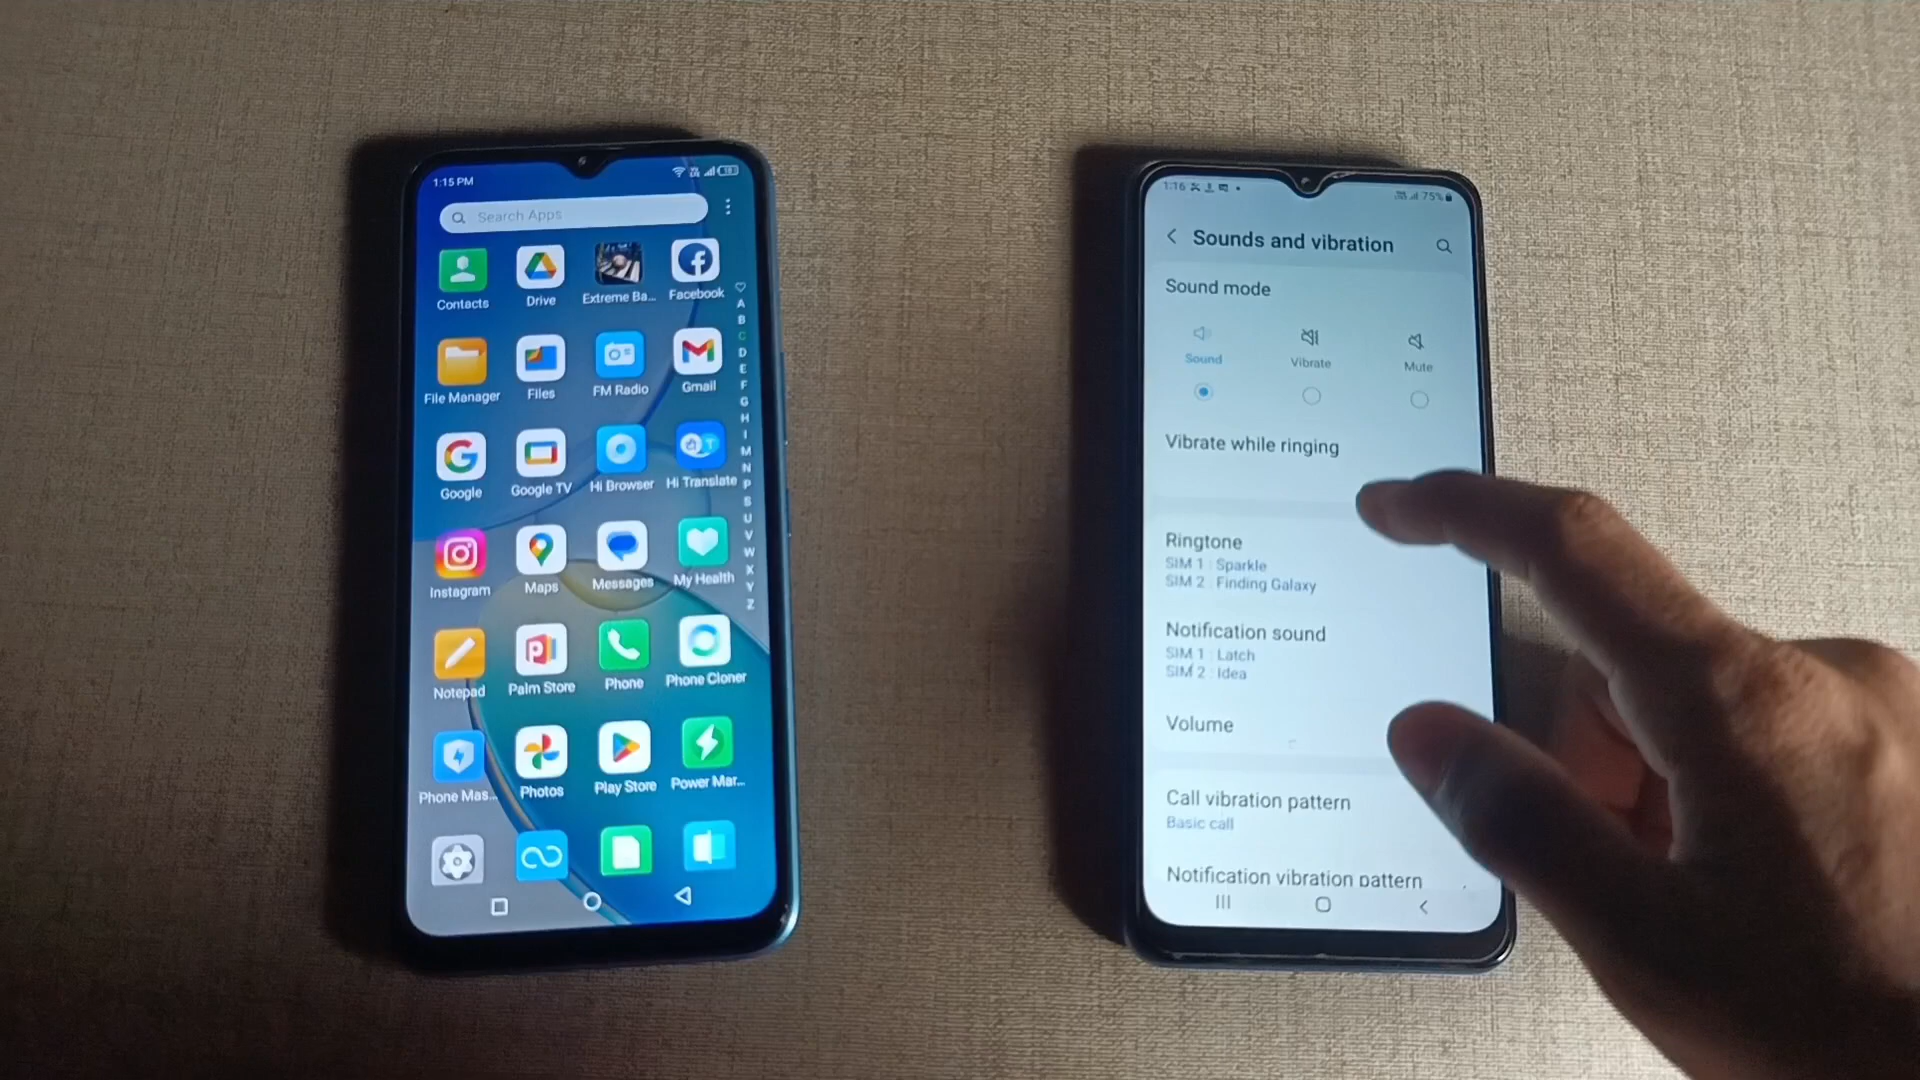 1:15 PM
Search Apps
Contacts
Drive
Extreme Ba...
Facebook
File Manager
Files
FM Radio
Gmail
Google
Google TV
Hi Browser
Hi Translate
Instagram
Maps
Messages
My Health
Notepad
Palm Store
Phone
Phone Cloner
Phone Mas...
Photos
Play Store
Power Mar...
A
B
C
D
E
F
G
H
I
M
N
P
S
U
V
W
X
Y
Z
1:16
75%
Sounds and vibration
Sound mode
Sound
Vibrate
Mute
Vibrate while ringing
Ringtone
SIM 1 : Sparkle
SIM 2 : Finding Galaxy
Notification sound
SIM 1 : Latch
SIM 2 : Idea
Volume
Call vibration pattern
Basic call
Notification vibration pattern